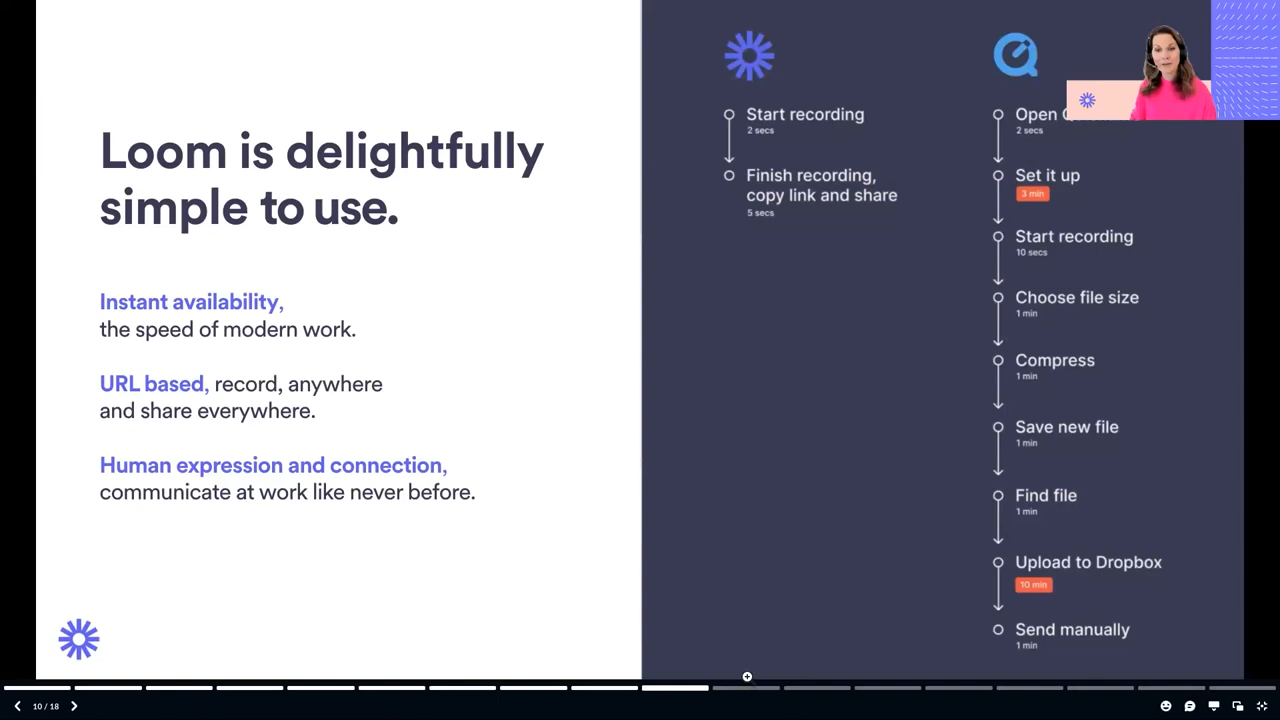 Loom is delightfully
simple to use.
Instant availability,
the speed of modern work.
URL based, record, anywhere
and share everywhere.
Human expression and connection,
communicate at work like never before.
Start recording
2 secs
Finish recording,
copy link and share
5 secs
Open
2 secs
Set it up
3 min
Start recording
10 secs
Choose file size
1 min
Compress
1 min
Save new file
1 min
Find file
1 min
Upload to Dropbox
10 min
Send manually
1 min
10 / 18